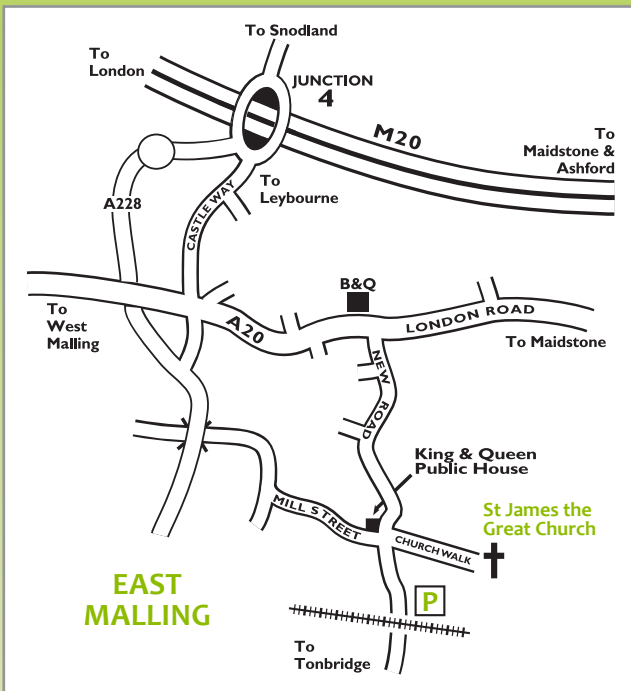 To Snodland
To
London
JUNCTION
4
M20
To
Maidstone &
Ashford
To
Leybourne
A228
CASTLE WAY
B&Q
To
West
Malling
A20
LONDON ROAD
To Maidstone
NEW ROAD
King & Queen
Public House
MILL STREET
St James the
Great Church
CHURCH WALK
EAST
MALLING
P
To
Tonbridge